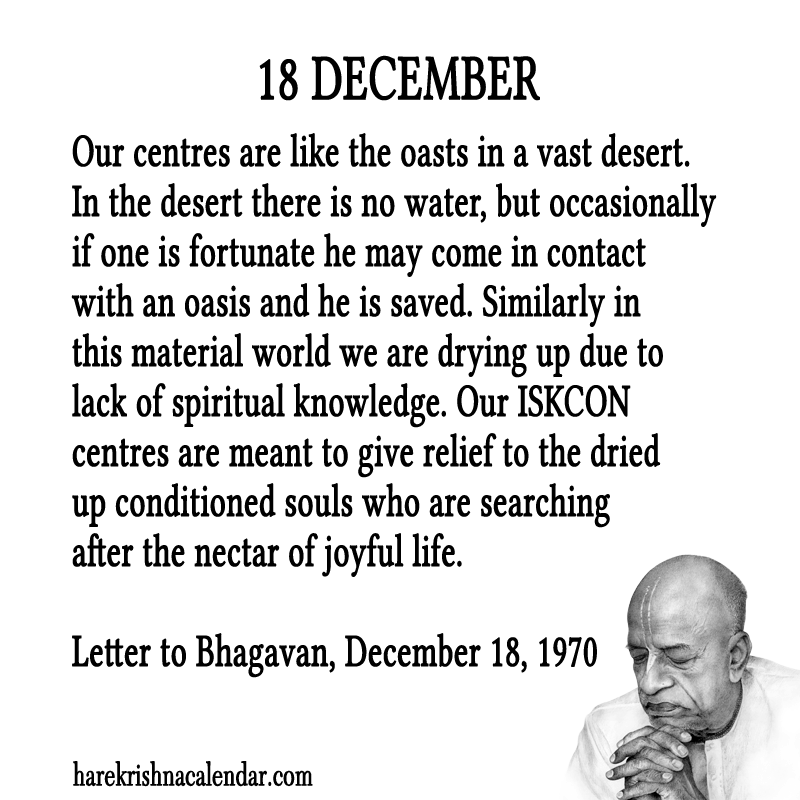 18 DECEMBER
Our centres are like the oasts in a vast desert.
In the desert there is no water, but occasionally
if one is fortunate he may come in contact
with an oasis and he is saved. Similarly in
this material world we are drying up due to
lack of spiritual knowledge. Our ISKCON
centres are meant to give relief to the dried
up conditioned souls who are searching
after the nectar of joyful life.
Letter to Bhagavan, December 18, 1970
harekrishnacalendar.com